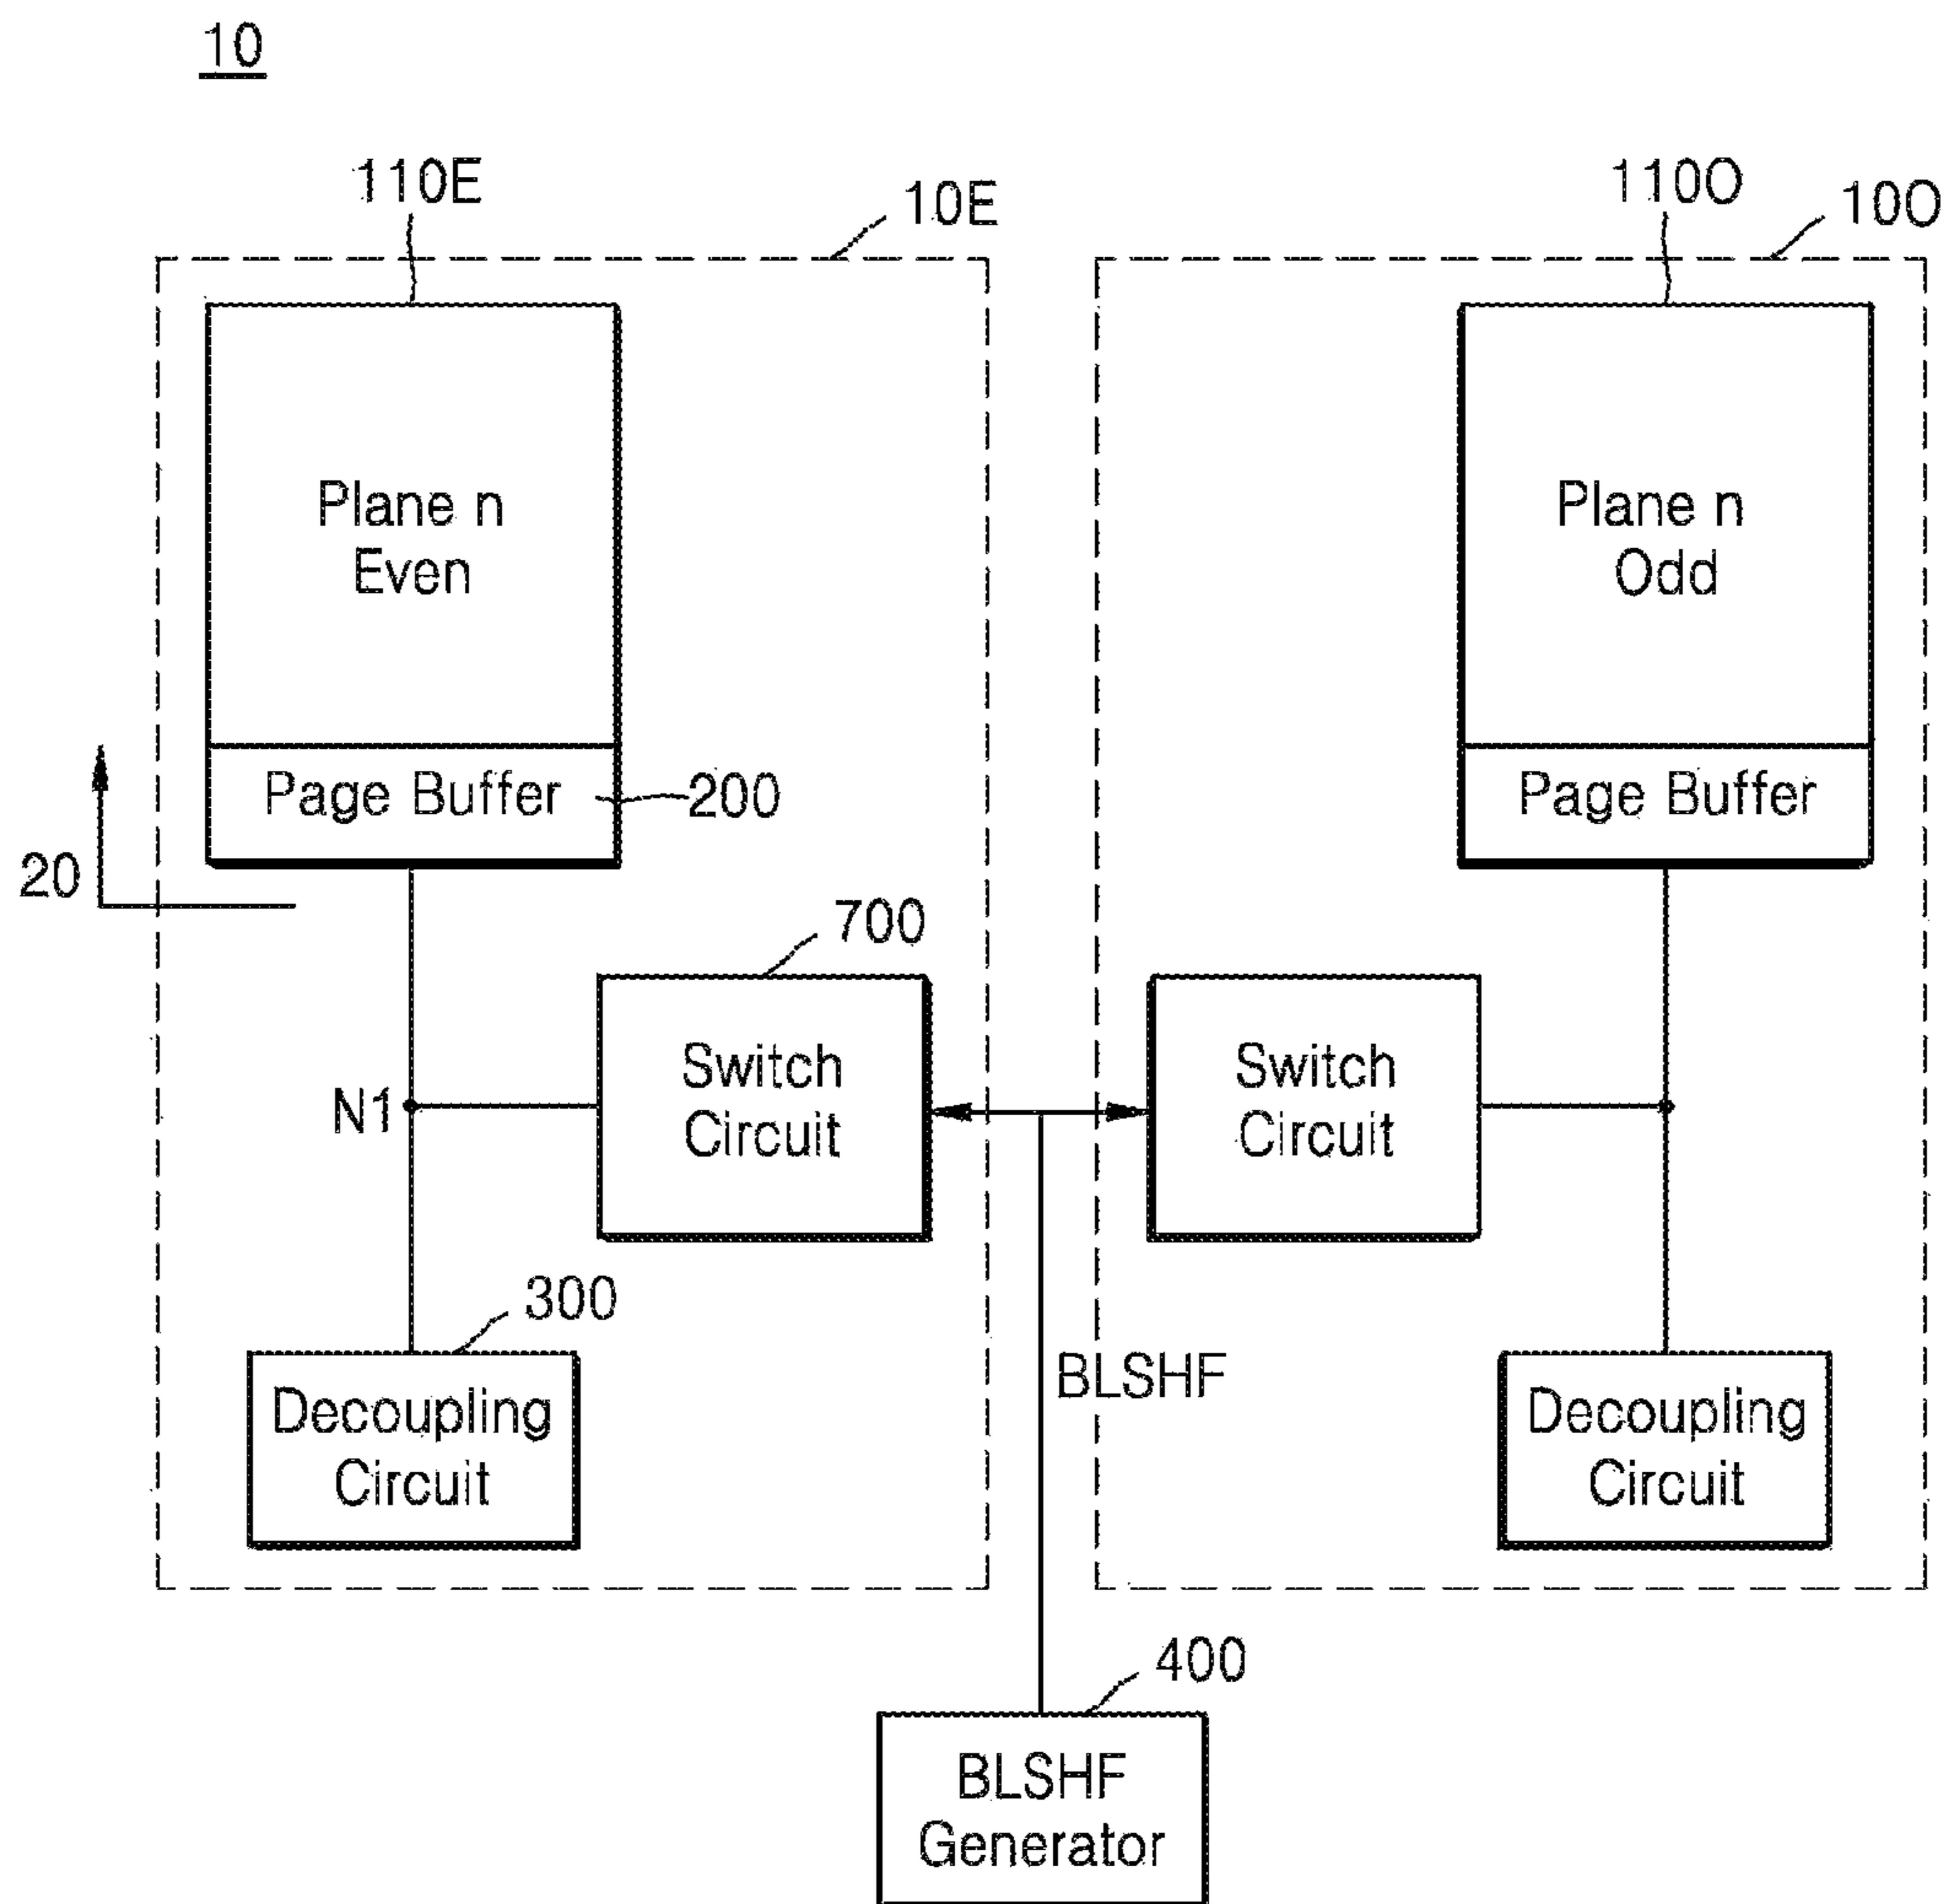 10
110E
10E
110O
10O
Plane n
Even
Plane n
Odd
Page Buffer
200
Page Buffer
20
700
Switch
Circuit
Switch
Circuit
N1
300
BLSHF
Decoupling
Circuit
Decoupling
Circuit
400
BLSHF
Generator